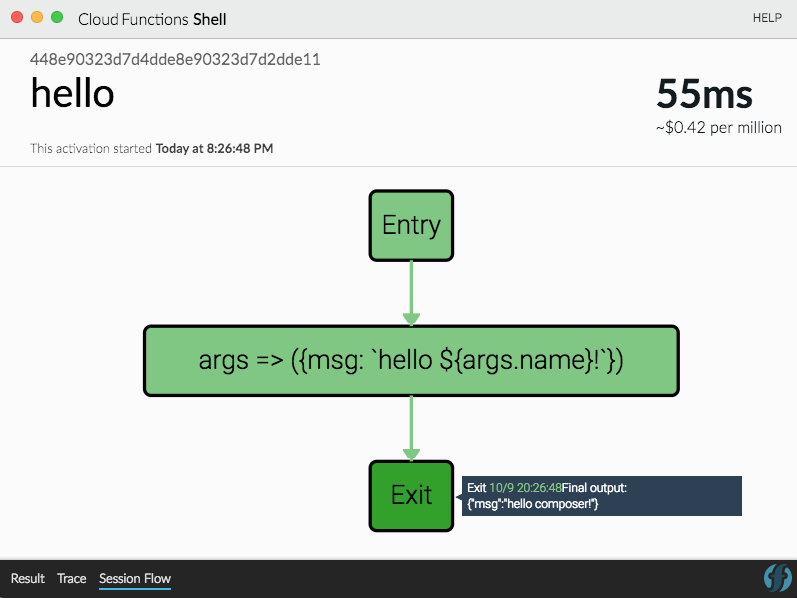 Cloud Functions Shell
HELP
448e90323d7d4dde8e90323d7d2dde11
hello
55ms
~$0.42 per million
This activation started Today at 8:26:48 PM
Entry
args => ({msg: `hello ${args.name}!`})
Exit
Exit 10/9 20:26:48Final output:
{"msg":"hello composer!"}
Result Trace Session Flow